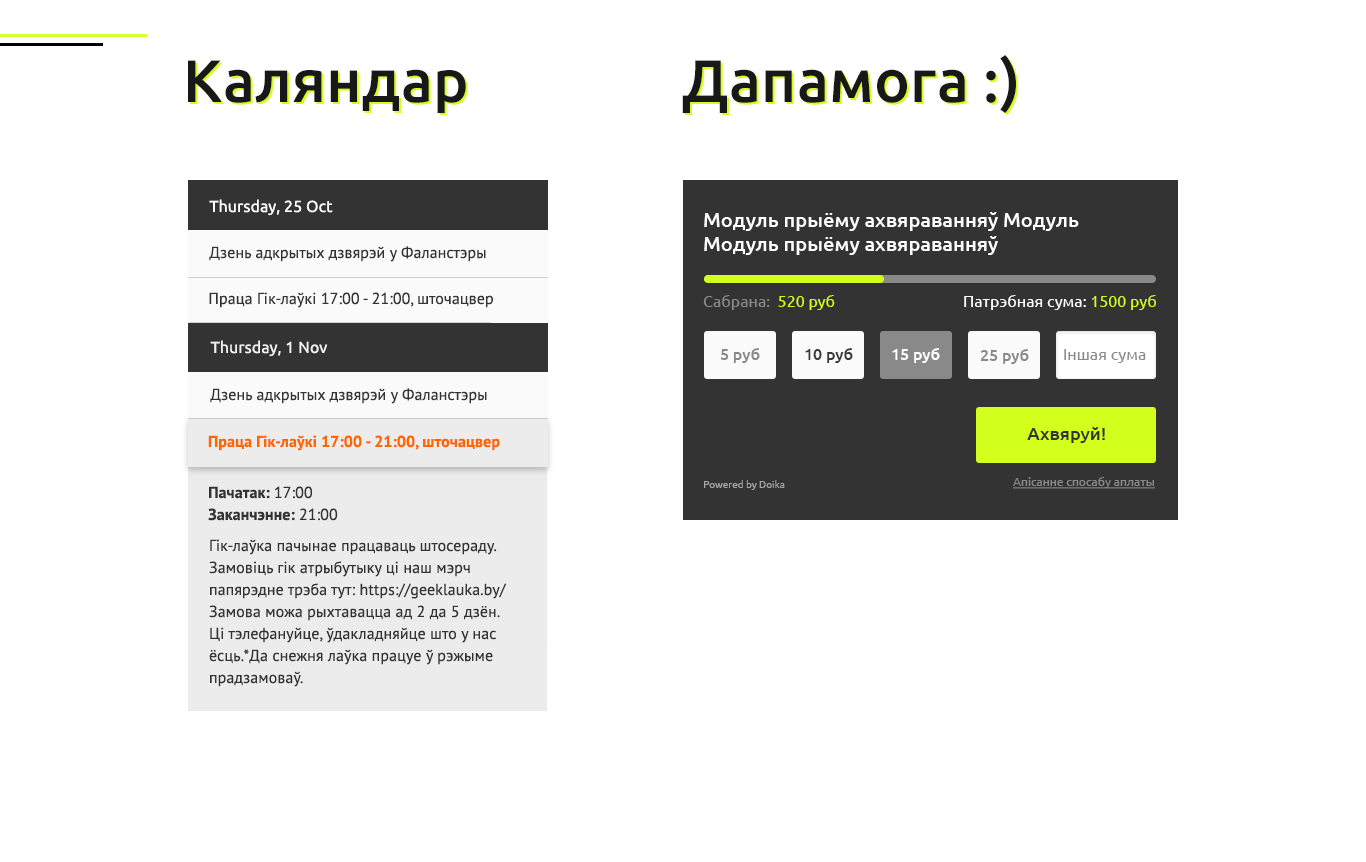 Каляндар
Thursday, 25 Oct
Дзень адкрытых дзвярэй у Фаланстэры
Праца Гік-лаўкі 17:00 - 21:00, шточацвер
Thursday, 1 Nov
Дзень адкрытых дзвярэй у Фаланстэры
Праца Гік-лаўкі 17:00 - 21:00, шточацвер
Пачатак: 17:00
Заканчэнне: 21:00
Гік-лаўка пачынае працаваць штосераду.
Замовіць гік атрыбутыку ці наш мэрч
папярэдне трэба тут: https://geeklauka.by/
Замова можа рыхтавацца ад 2 да 5 дзён.
Ці тэлефануйце, ўдакладняйце што у нас
ёсць.*Да снежня лаўка працуе ў рэжыме
прадзамоваў.
Дапамога :)
Модуль прыёму ахвяраванняў Модуль
Модуль прыёму ахвяраванняў
Сабрана: 520 руб
Патрэбная сума: 1500 руб
5 руб
10 руб
15 руб
25 руб
Іншая сума
Ахвяруй!
Powered by Doika
Апісанне спосабу аплаты